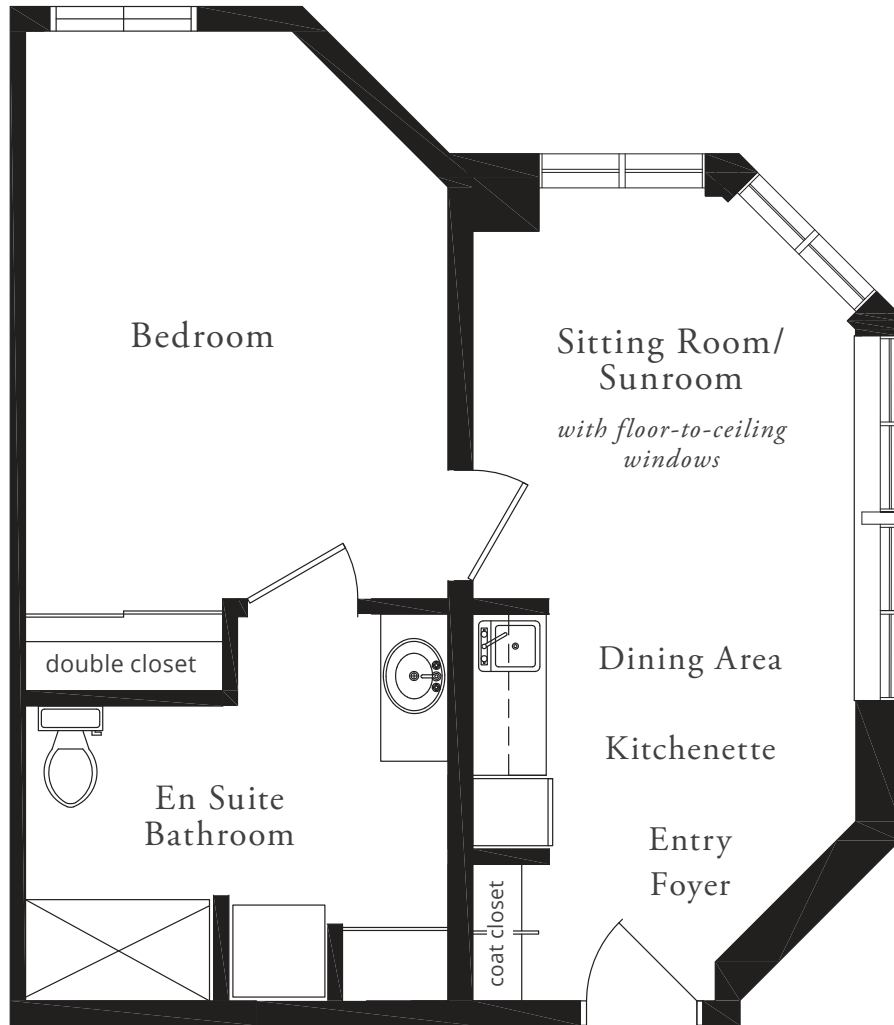 Bedroom
Sitting Room/
Sunroom
with floor-to-ceiling
windows
double closet
Dining Area
Kitchenette
En Suite
Bathroom
Entry
Foyer
coat closet